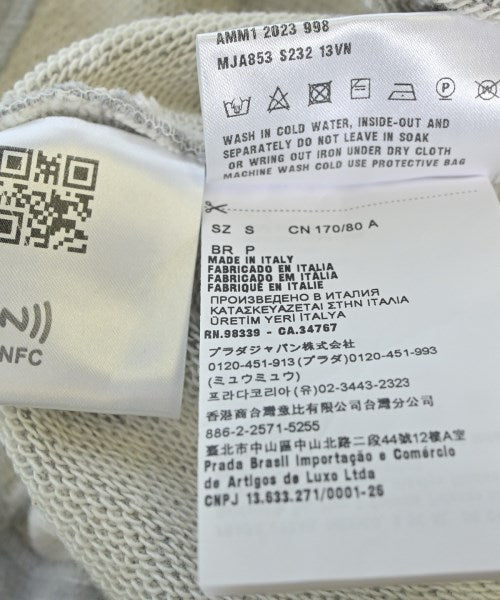 AMM1 2023 998
MJA853 S232 13VN
WASH IN COLD WATER, INSIDE-OUT AND
SEPARATELY DO NOT LEAVE IN SOAK
OR WRING OUT IRON UNDER DRY CLOTH
MACHINE WASH COLD USE PROTECTIVE BAG
NFC
SZ S CN 170/80 A
BR P
MADE IN ITALY
FABRICADO EN ITALIA
FABRICADO EM ITÁLIA
FABRIQUÉ EN ITALIE
ПРОИЗВЕДЕНО В ИТАЛИЯ
ΚΑΤΑΣΚΕΥΑΖΕΤΑΙ ΣΤΗΝ ΙΤΑΛΙΑ
ÜRETİM YERİ İTALYA
RN.98339 - CA.34767
プラダジャパン株式会社
0120-451-913 (プラダ) 0120-451-993
(ミュウミュウ)
프라다코리아(유)02-3443-2323
香港商台灣意比有限公司台灣分公司
886-2-2571-5255
臺北市中山區中山北路二段44號12樓A室
Prada Brasil Importação e Comércio
de Artigos de Luxo Ltda
CNPJ 13.633.271/0001-26